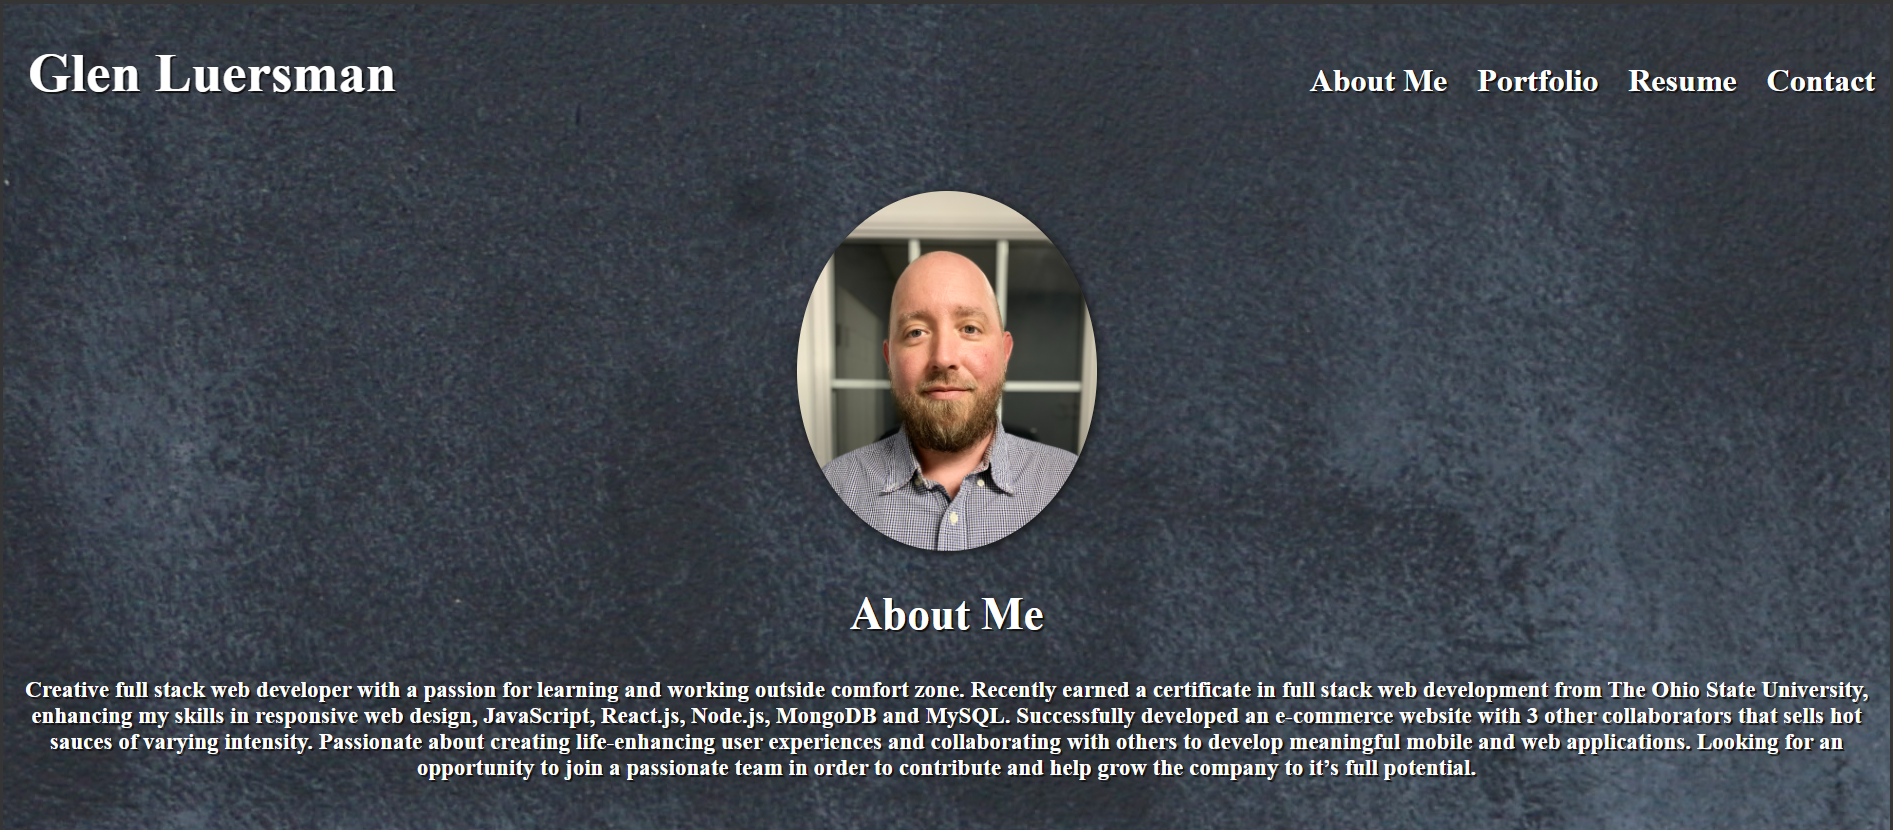 Glen Luersman
About Me Portfolio Resume Contact
About Me
Creative full stack web developer with a passion for learning and working outside comfort zone. Recently earned a certificate in full stack web development from The Ohio State University,
enhancing my skills in responsive web design, JavaScript, React.js, Node.js, MongoDB and MySQL. Successfully developed an e-commerce website with 3 other collaborators that sells hot
sauces of varying intensity. Passionate about creating life-enhancing user experiences and collaborating with others to develop meaningful mobile and web applications. Looking for an
opportunity to join a passionate team in order to contribute and help grow the company to it’s full potential.